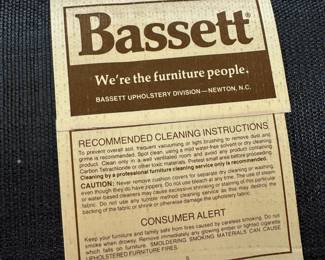 Bassett®
We're the furniture people.
BASSETT UPHOLSTERY DIVISION—NEWTON, N.C.
RECOMMENDED CLEANING INSTRUCTIONS
To prevent overall soil, frequent vacuuming or light brushing to remove dust and
grime is recommended. Spot clean, using a mild water-free solvent or dry cleaning
product. Clean only in a well ventilated room and avoid any product containing
Carbon Tetrachloride or other toxic materials. Pretest small area before proceeding.
Cleaning by a professional furniture cleaning service only is recommended.
CAUTION: Never remove cushion covers for separate dry cleaning or washing,
even though they do have zippers. Do not use bleach at any time. The use of steam
or water-based cleaners may cause excessive shrinking or staining of this particular
fabric. Do not use any tumble method cleaning service as this may destroy the
backing of the fabric or shrink or otherwise damage the upholstery fabric.
CONSUMER ALERT
Keep your furniture and family safe from fires caused by careless smoking. Do not
smoke when drowsy. Remove immediately any glowing ember or lighted cigarette
which falls on furniture. SMOLDERING SMOKING MATERIALS CAN CAUSE
UPHOLSTERED FURNITURE FIRES.